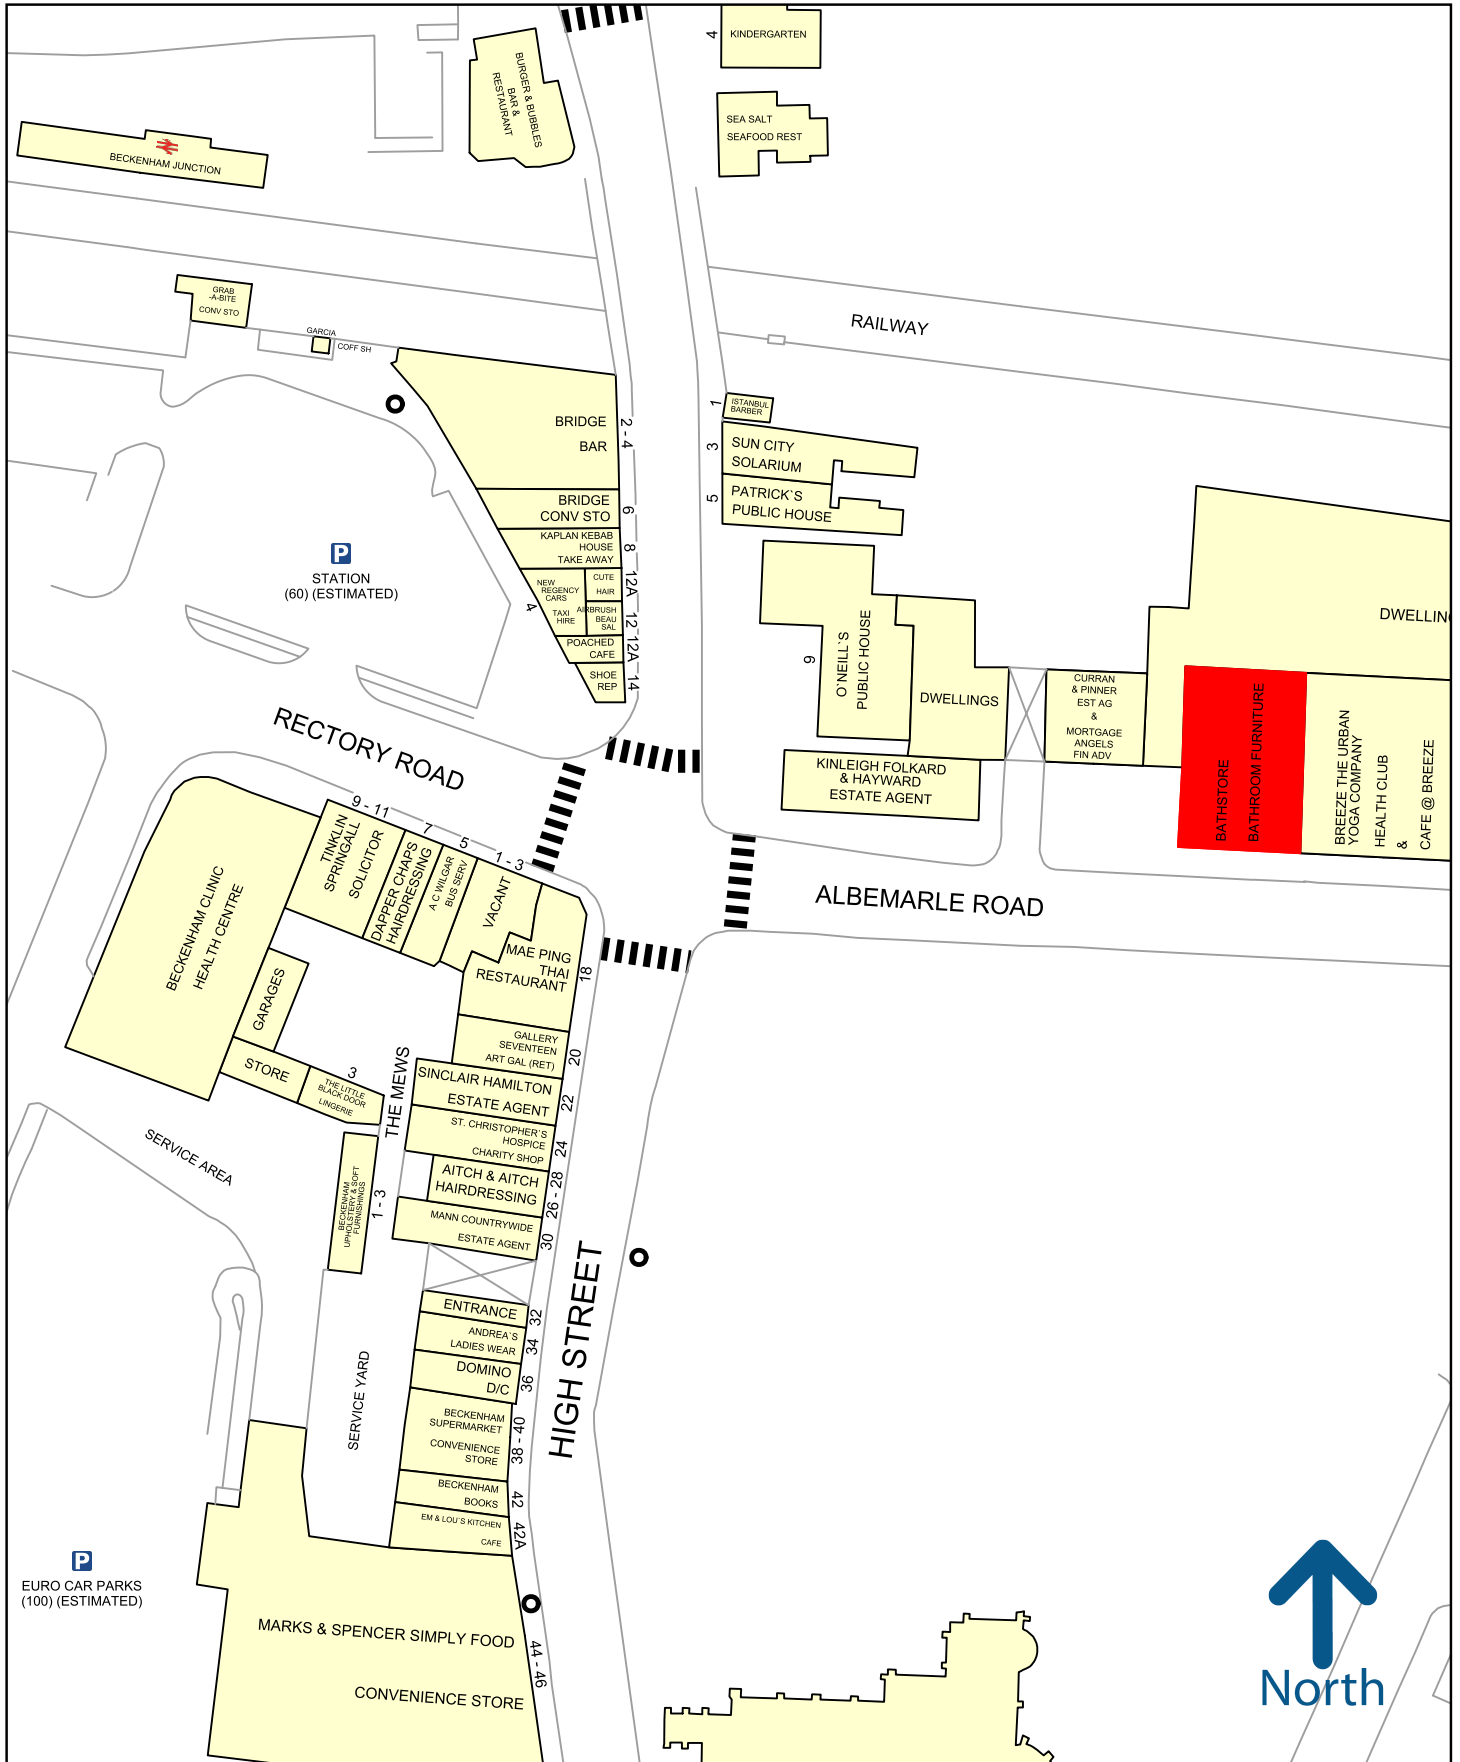 4
KINDERGARTEN
BURGER & BUBBLES
BAR &
RESTAURANT
SEA SALT
SEAFOOD REST
BECKENHAM JUNCTION
GRAB
-A-BITE
CONV STO
GARCIA
COFF SH
RAILWAY
BRIDGE
BAR
2 - 4
1
ISTANBUL
BARBER
3
SUN CITY
SOLARIUM
5
PATRICK`S
PUBLIC HOUSE
BRIDGE
CONV STO
6
KAPLAN KEBAB
HOUSE
TAKE AWAY
8
NEW
REGENCY
CARS
TAXI
HIRE
4
CUTE
HAIR
12A
AIRBRUSH
BEAU
SAL
12
POACHED
CAFE
12A
SHOE
REP
14
P
STATION
(60) (ESTIMATED)
9
O`NEILL`S
PUBLIC HOUSE
DWELLINGS
KINLEIGH FOLKARD
& HAYWARD
ESTATE AGENT
CURRAN
& PINNER
EST AG
&
MORTGAGE
ANGELS
FIN ADV
DWELLIN
BATHSTORE
BATHROOM FURNITURE
BREEZE THE URBAN
YOGA COMPANY
HEALTH CLUB
&
CAFE @ BREEZE
RECTORY ROAD
ALBEMARLE ROAD
9 - 11
TINKLIN
SPRINGALL
SOLICITOR
7
DAPPER CHAPS
HAIRDRESSING
5
A C WILGAR
BUS SERV
1 - 3
VACANT
BECKENHAM CLINIC
HEALTH CENTRE
GARAGES
STORE
3
THE LITTLE
BLACK DOOR
LINGERIE
THE MEWS
MAE PING
THAI
RESTAURANT
18
GALLERY
SEVENTEEN
ART GAL (RET)
20
SINCLAIR HAMILTON
ESTATE AGENT
22
ST. CHRISTOPHER`S
HOSPICE
CHARITY SHOP
24
AITCH & AITCH
HAIRDRESSING
26 - 28
MANN COUNTRYWIDE
ESTATE AGENT
30
SERVICE AREA
BECKENHAM
UPHOLSTERY & SOFT
FURNISHINGS
1 - 3
HIGH STREET
ENTRANCE
32
ANDREA`S
LADIES WEAR
34
DOMINO
D/C
36
SERVICE YARD
BECKENHAM
SUPERMARKET
CONVENIENCE
STORE
38 - 40
BECKENHAM
BOOKS
42
EM & LOU`S KITCHEN
CAFE
42A
P
EURO CAR PARKS
(100) (ESTIMATED)
MARKS & SPENCER SIMPLY FOOD
CONVENIENCE STORE
44 - 46
North